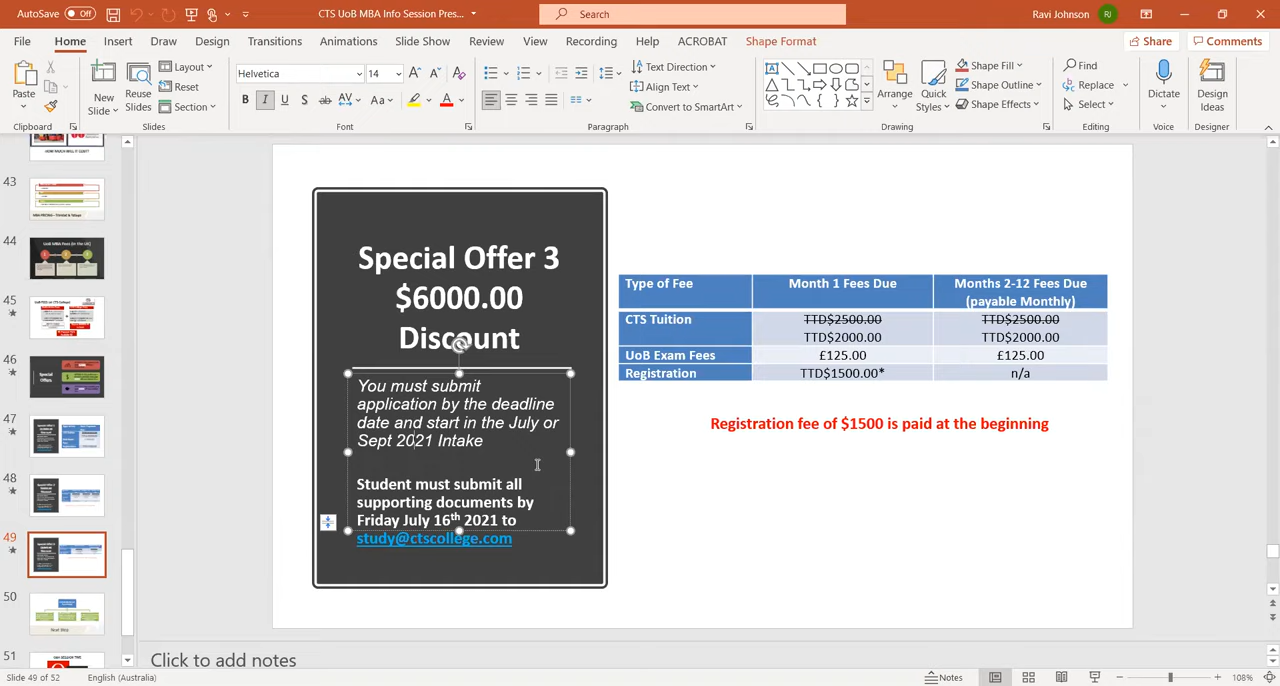 AutoSave Off CTS UoB MBA Info Session Pres... Search Ravi Johnson RJ
File Home Insert Draw Design Transitions Animations Slide Show Review View Recording Help ACROBAT Shape Format Share Comments
Paste New Slide Reuse Slides Layout Reset Section Helvetica 14 Text Direction Align Text Convert to SmartArt Arrange Quick Styles Shape Fill Shape Outline Shape Effects Find Replace Select Dictate Design Ideas
Clipboard Slides Font Paragraph Drawing Editing Voice Designer
43
44
45
46
47
48
49
50
51
Special Offer 3
$6000.00
Discount
You must submit
application by the deadline
date and start in the July or
Sept 2021 Intake
Student must submit all
supporting documents by
Friday July 16th 2021 to
study@ctscollege.com
Type of Fee Month 1 Fees Due Months 2-12 Fees Due
(payable Monthly)
CTS Tuition TTD$2500.00 TTD$2500.00
TTD$2000.00 TTD$2000.00
UoB Exam Fees £125.00 £125.00
Registration TTD$1500.00* n/a
Registration fee of $1500 is paid at the beginning
Click to add notes
Slide 49 of 52 English (Australia) Notes 108%